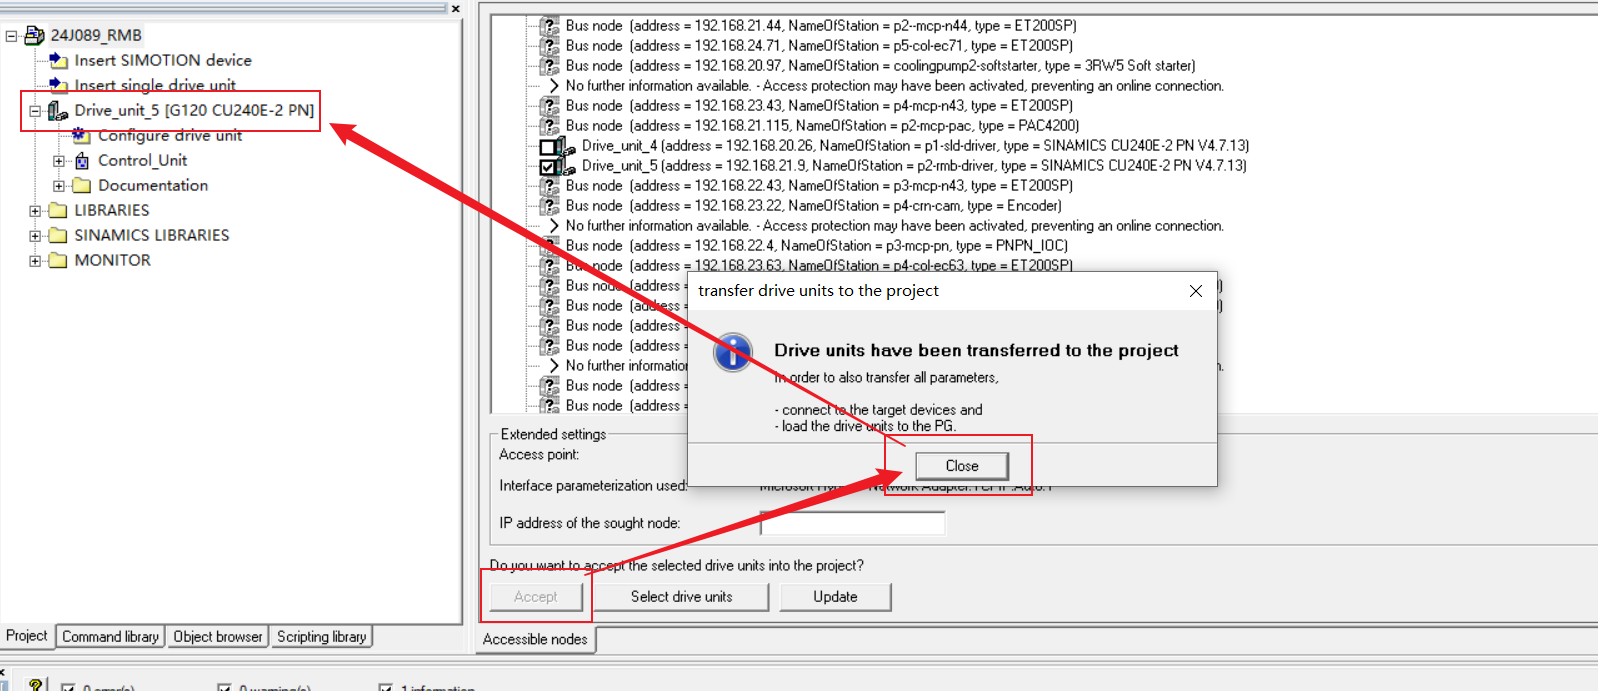 24J089_RMB
Insert SIMOTION device
Insert single drive unit
Drive_unit_5 [G120 CU240E-2 PN]
Configure drive unit
Control_Unit
Documentation
LIBRARIES
SINAMICS LIBRARIES
MONITOR
Project
Command library
Object browser
Scripting library
Bus node (address = 192.168.21.44, NameOfStation = p2--mcp-n44, type = ET200SP)
Bus node (address = 192.168.24.71, NameOfStation = p5-col-ec71, type = ET200SP)
Bus node (address = 192.168.20.97, NameOfStation = coolingpump2-softstarter, type = 3RW5 Soft starter)
No further information available. - Access protection may have been activated, preventing an online connection.
Bus node (address = 192.168.23.43, NameOfStation = p4-mcp-n43, type = ET200SP)
Bus node (address = 192.168.21.115, NameOfStation = p2-mcp-pac, type = PAC4200)
Drive_unit_4 (address = 192.168.20.26, NameOfStation = p1-sld-driver, type = SINAMICS CU240E-2 PN V4.7.13)
Drive_unit_5 (address = 192.168.21.9, NameOfStation = p2-rmb-driver, type = SINAMICS CU240E-2 PN V4.7.13)
Bus node (address = 192.168.22.43, NameOfStation = p3-mcp-n43, type = ET200SP)
Bus node (address = 192.168.23.22, NameOfStation = p4-crn-cam, type = Encoder)
No further information available. - Access protection may have been activated, preventing an online connection.
Bus node (address = 192.168.22.4, NameOfStation = p3-mcp-pn, type = PNPN_IOC)
Bus node (address = 192.168.23.63, NameOfStation = p4-col-ec63, type = ET200SP)
Bus node (address =
Bus node (address =
Bus node (address =
Bus node (address =
No further information
Bus node (address =
Bus node (address =
transfer drive units to the project
Drive units have been transferred to the project
In order to also transfer all parameters,
- connect to the target devices and
- load the drive units to the PG.
Close
Extended settings
Access point:
Interface parameterization used:
IP address of the sought node:
Do you want to accept the selected drive units into the project?
Accept
Select drive units
Update
Accessible nodes
0 error(s)
0 warning(s)
1 information